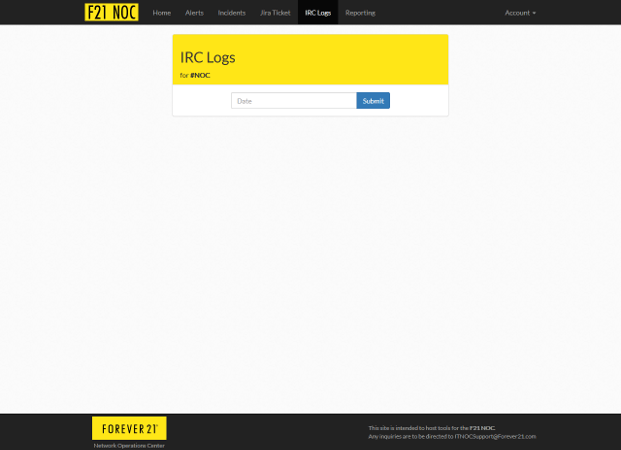 F21 NOC
Home Alerts Incidents Jira Ticket IRC Logs Reporting Account
IRC Logs
for #NOC
Date Submit
FOREVER 21
Network Operations Center
This site is intended to host tools for the F21 NOC.
Any inquiries are to be directed to ITNOCSupport@Forever21.com